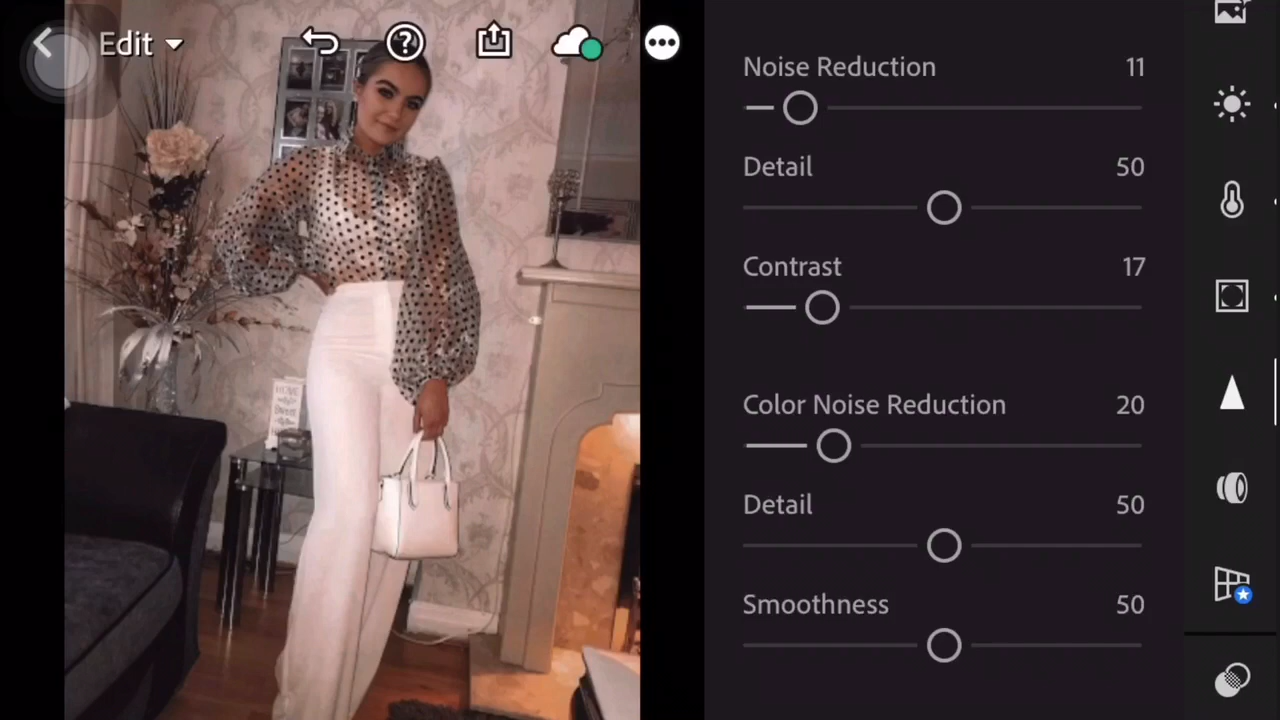 Edit
Noise Reduction 11
Detail 50
Contrast 17
Color Noise Reduction 20
Detail 50
Smoothness 50